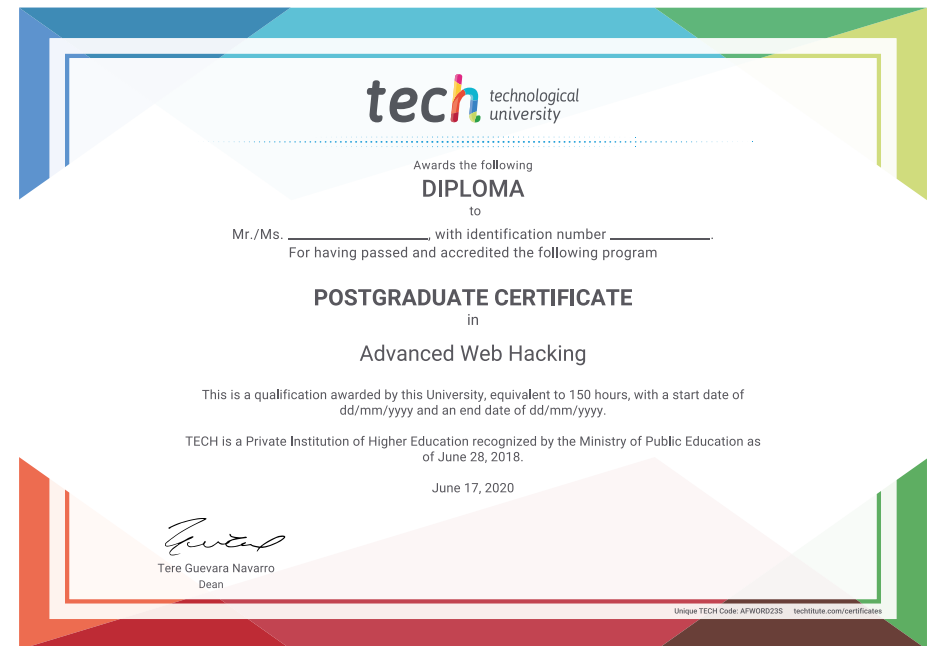 tech technological
university
Awards the following
DIPLOMA
to
Mr./Ms. ____________________, with identification number ______________.
For having passed and accredited the following program
POSTGRADUATE CERTIFICATE
in
Advanced Web Hacking
This is a qualification awarded by this University, equivalent to 150 hours, with a start date of
dd/mm/yyyy and an end date of dd/mm/yyyy.
TECH is a Private Institution of Higher Education recognized by the Ministry of Public Education as
of June 28, 2018.
June 17, 2020
Tere Guevara Navarro
Dean
Unique TECH Code: AFWORD23S techtitute.com/certificates